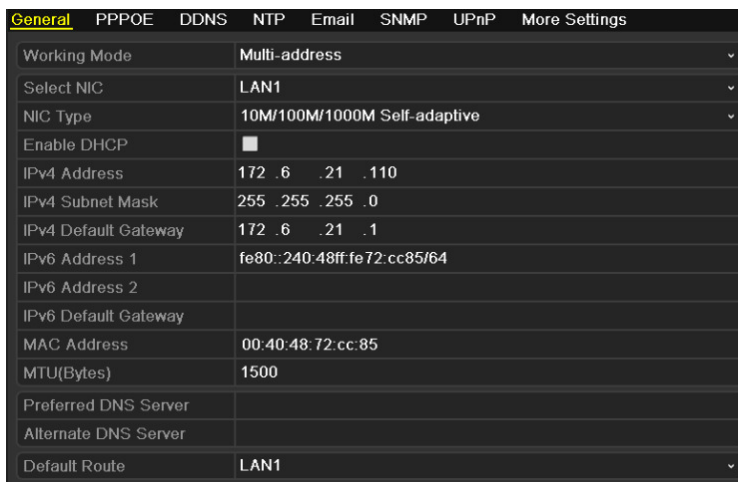 General PPPOE DDNS NTP Email SNMP UPnP More Settings
Working Mode Multi-address
Select NIC LAN1
NIC Type 10M/100M/1000M Self-adaptive
Enable DHCP
IPv4 Address 172 .6 .21 .110
IPv4 Subnet Mask 255 .255 .255 .0
IPv4 Default Gateway 172 .6 .21 .1
IPv6 Address 1 fe80::240:48ff:fe72:cc85/64
IPv6 Address 2
IPv6 Default Gateway
MAC Address 00:40:48:72:cc:85
MTU(Bytes) 1500
Preferred DNS Server
Alternate DNS Server
Default Route LAN1